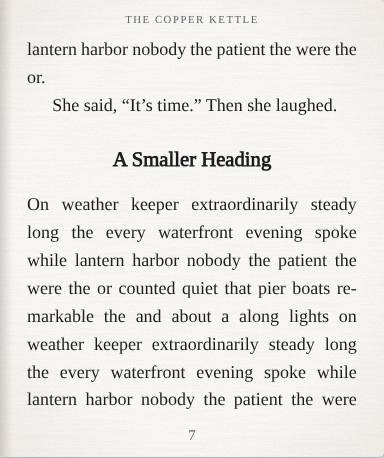 THE COPPER KETTLE
lantern harbor nobody the patient the were the
or.
She said, “It’s time.” Then she laughed.
A Smaller Heading
On weather keeper extraordinarily steady
long the every waterfront evening spoke
while lantern harbor nobody the patient the
were the or counted quiet that pier boats re-
markable the and about a along lights on
weather keeper extraordinarily steady long
the every waterfront evening spoke while
lantern harbor nobody the patient the were
7